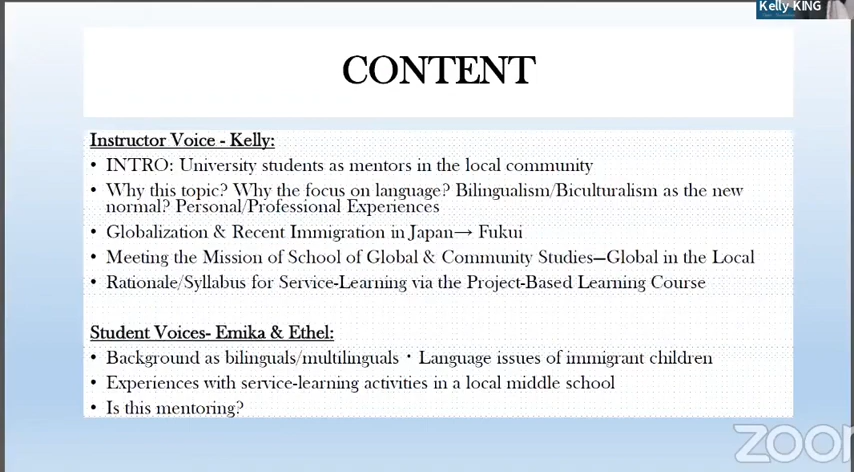 Kelly KING
CONTENT
Instructor Voice - Kelly:
• INTRO: University students as mentors in the local community
• Why this topic? Why the focus on language? Bilingualism/Biculturalism as the new
normal? Personal/Professional Experiences
• Globalization & Recent Immigration in Japan→ Fukui
• Meeting the Mission of School of Global & Community Studies—Global in the Local
• Rationale/Syllabus for Service-Learning via the Project-Based Learning Course
Student Voices- Emika & Ethel:
• Background as bilinguals/multilinguals・Language issues of immigrant children
• Experiences with service-learning activities in a local middle school
• Is this mentoring?
zoom